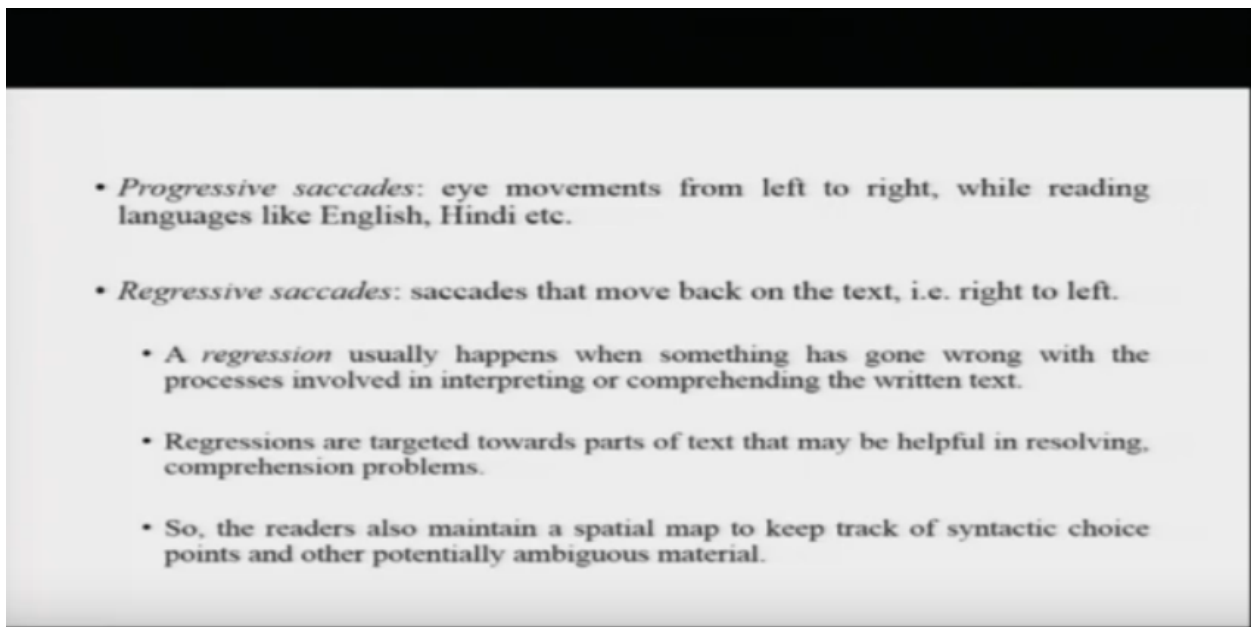 • Progressive saccades: eye movements from left to right, while reading
languages like English, Hindi etc.
• Regressive saccades: saccades that move back on the text, i.e. right to left.
• A regression usually happens when something has gone wrong with the
processes involved in interpreting or comprehending the written text.
• Regressions are targeted towards parts of text that may be helpful in resolving,
comprehension problems.
• So, the readers also maintain a spatial map to keep track of syntactic choice
points and other potentially ambiguous material.